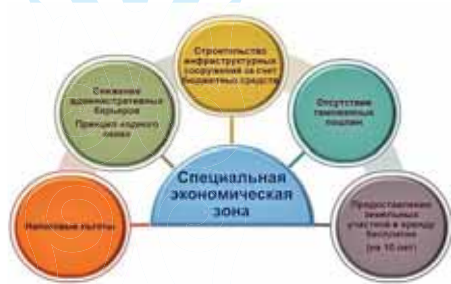 Строительство
инфраструктурных
сооружений за счет
бюджетных средств
Снижение
административных
барьеров
Принцип «одного
окна»
Отсутствие
таможенных
пошлин
Специальная
экономическая
зона
Налоговые льготы
Предоставление
земельных
участков в аренду
бесплатно
(на 10 лет)